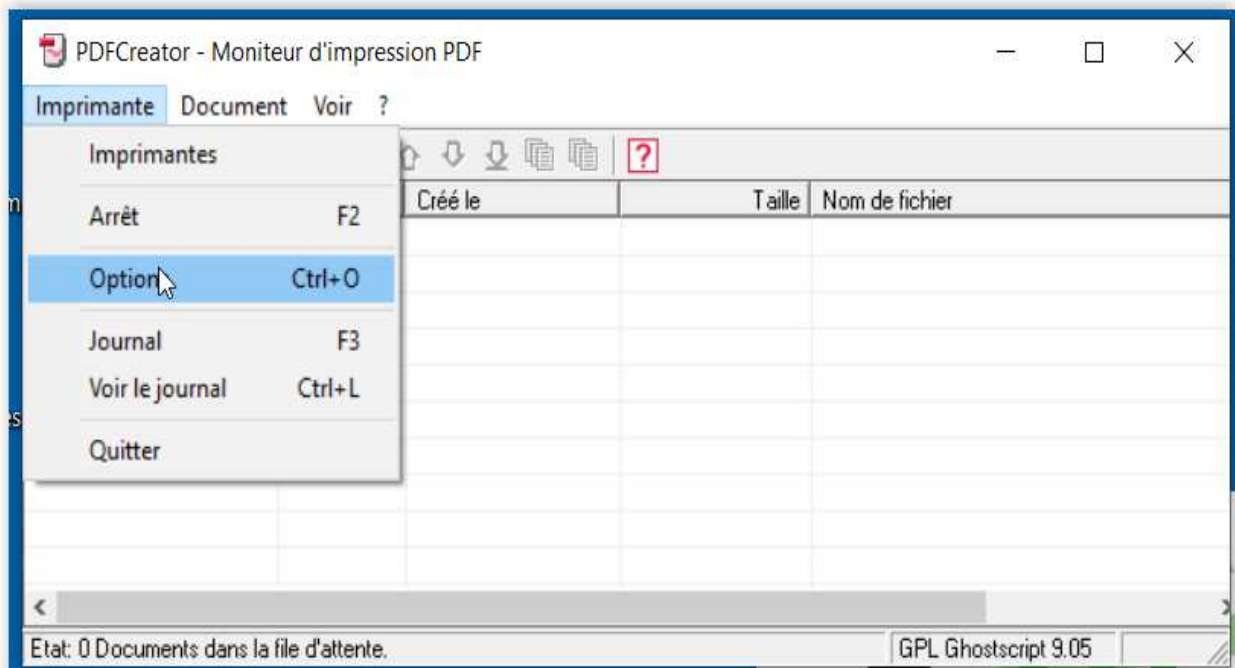 PDFCreator - Moniteur d'impression PDF
Imprimante Document Voir ?
Imprimantes
Arrêt F2
Option Ctrl+O
Journal F3
Voir le journal Ctrl+L
Quitter
Créé le Taille Nom de fichier
Etat: 0 Documents dans la file d'attente. GPL Ghostscript 9.05